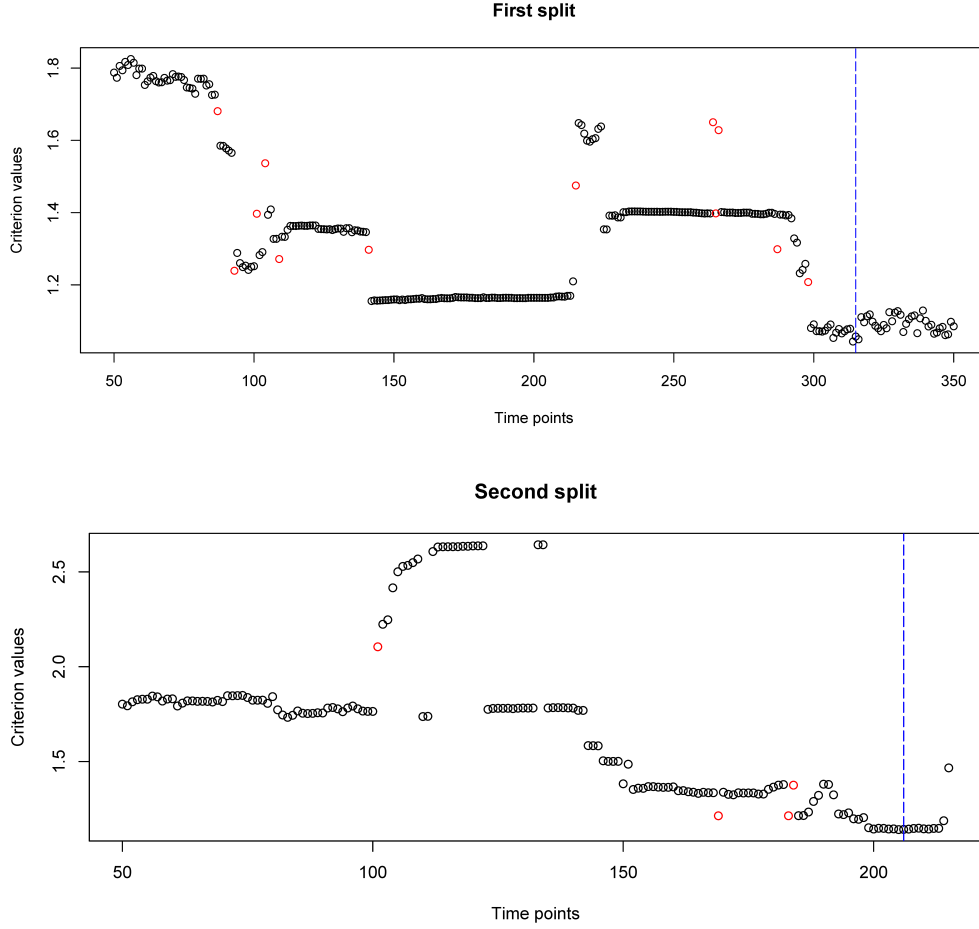 First split
1.8
1.6
1.4
1.2
Criterion values
50 100 150 200 250 300 350
Time points
Second split
2.5
2.0
1.5
Criterion values
50 100 150 200
Time points